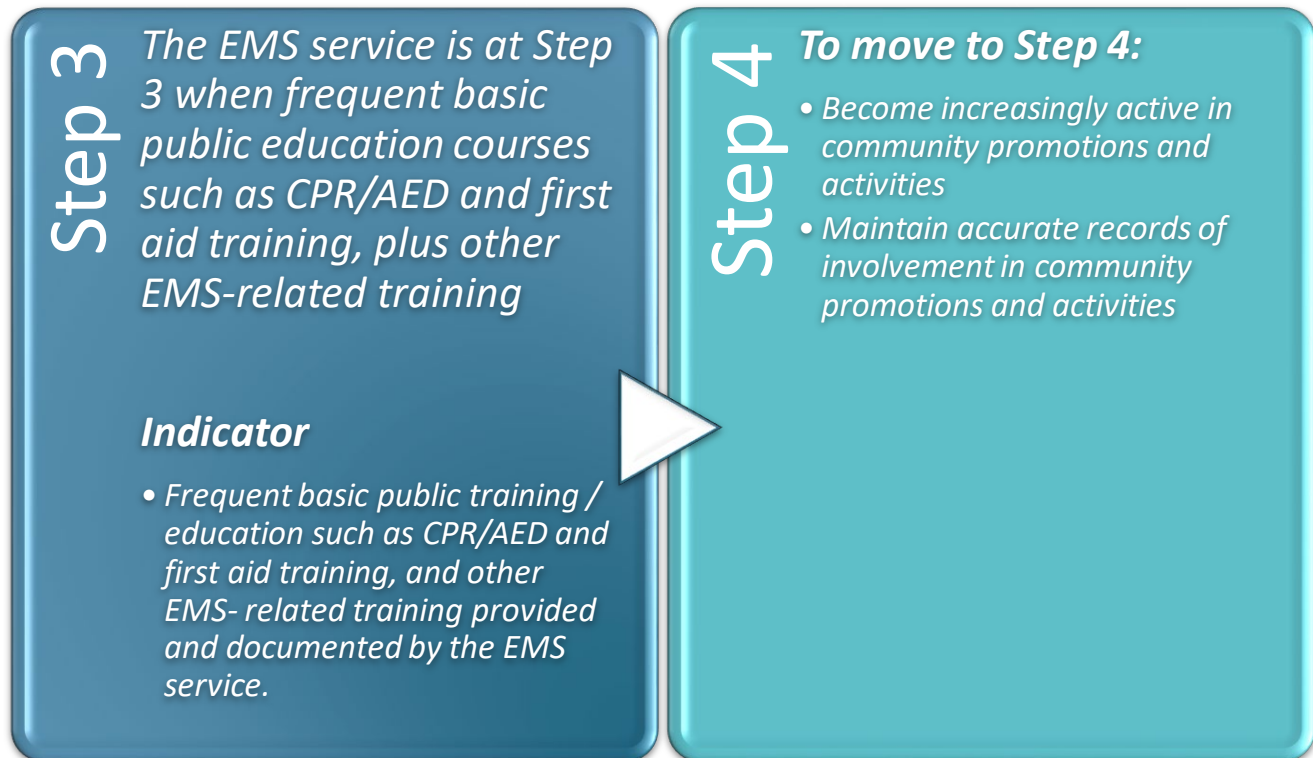 Step 3
The EMS service is at Step
3 when frequent basic
public education courses
such as CPR/AED and first
aid training, plus other
EMS-related training
Indicator
• Frequent basic public training /
education such as CPR/AED and
first aid training, and other
EMS- related training provided
and documented by the EMS
service.
Step 4
To move to Step 4:
• Become increasingly active in
community promotions and
activities
• Maintain accurate records of
involvement in community
promotions and activities